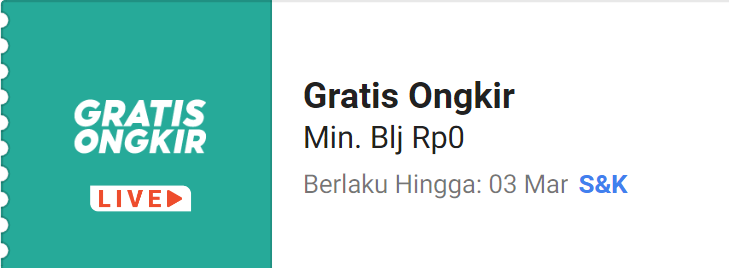 GRATIS
ONGKIR
LIVE
Gratis Ongkir
Min. Blj Rp0
Berlaku Hingga: 03 Mar S&K